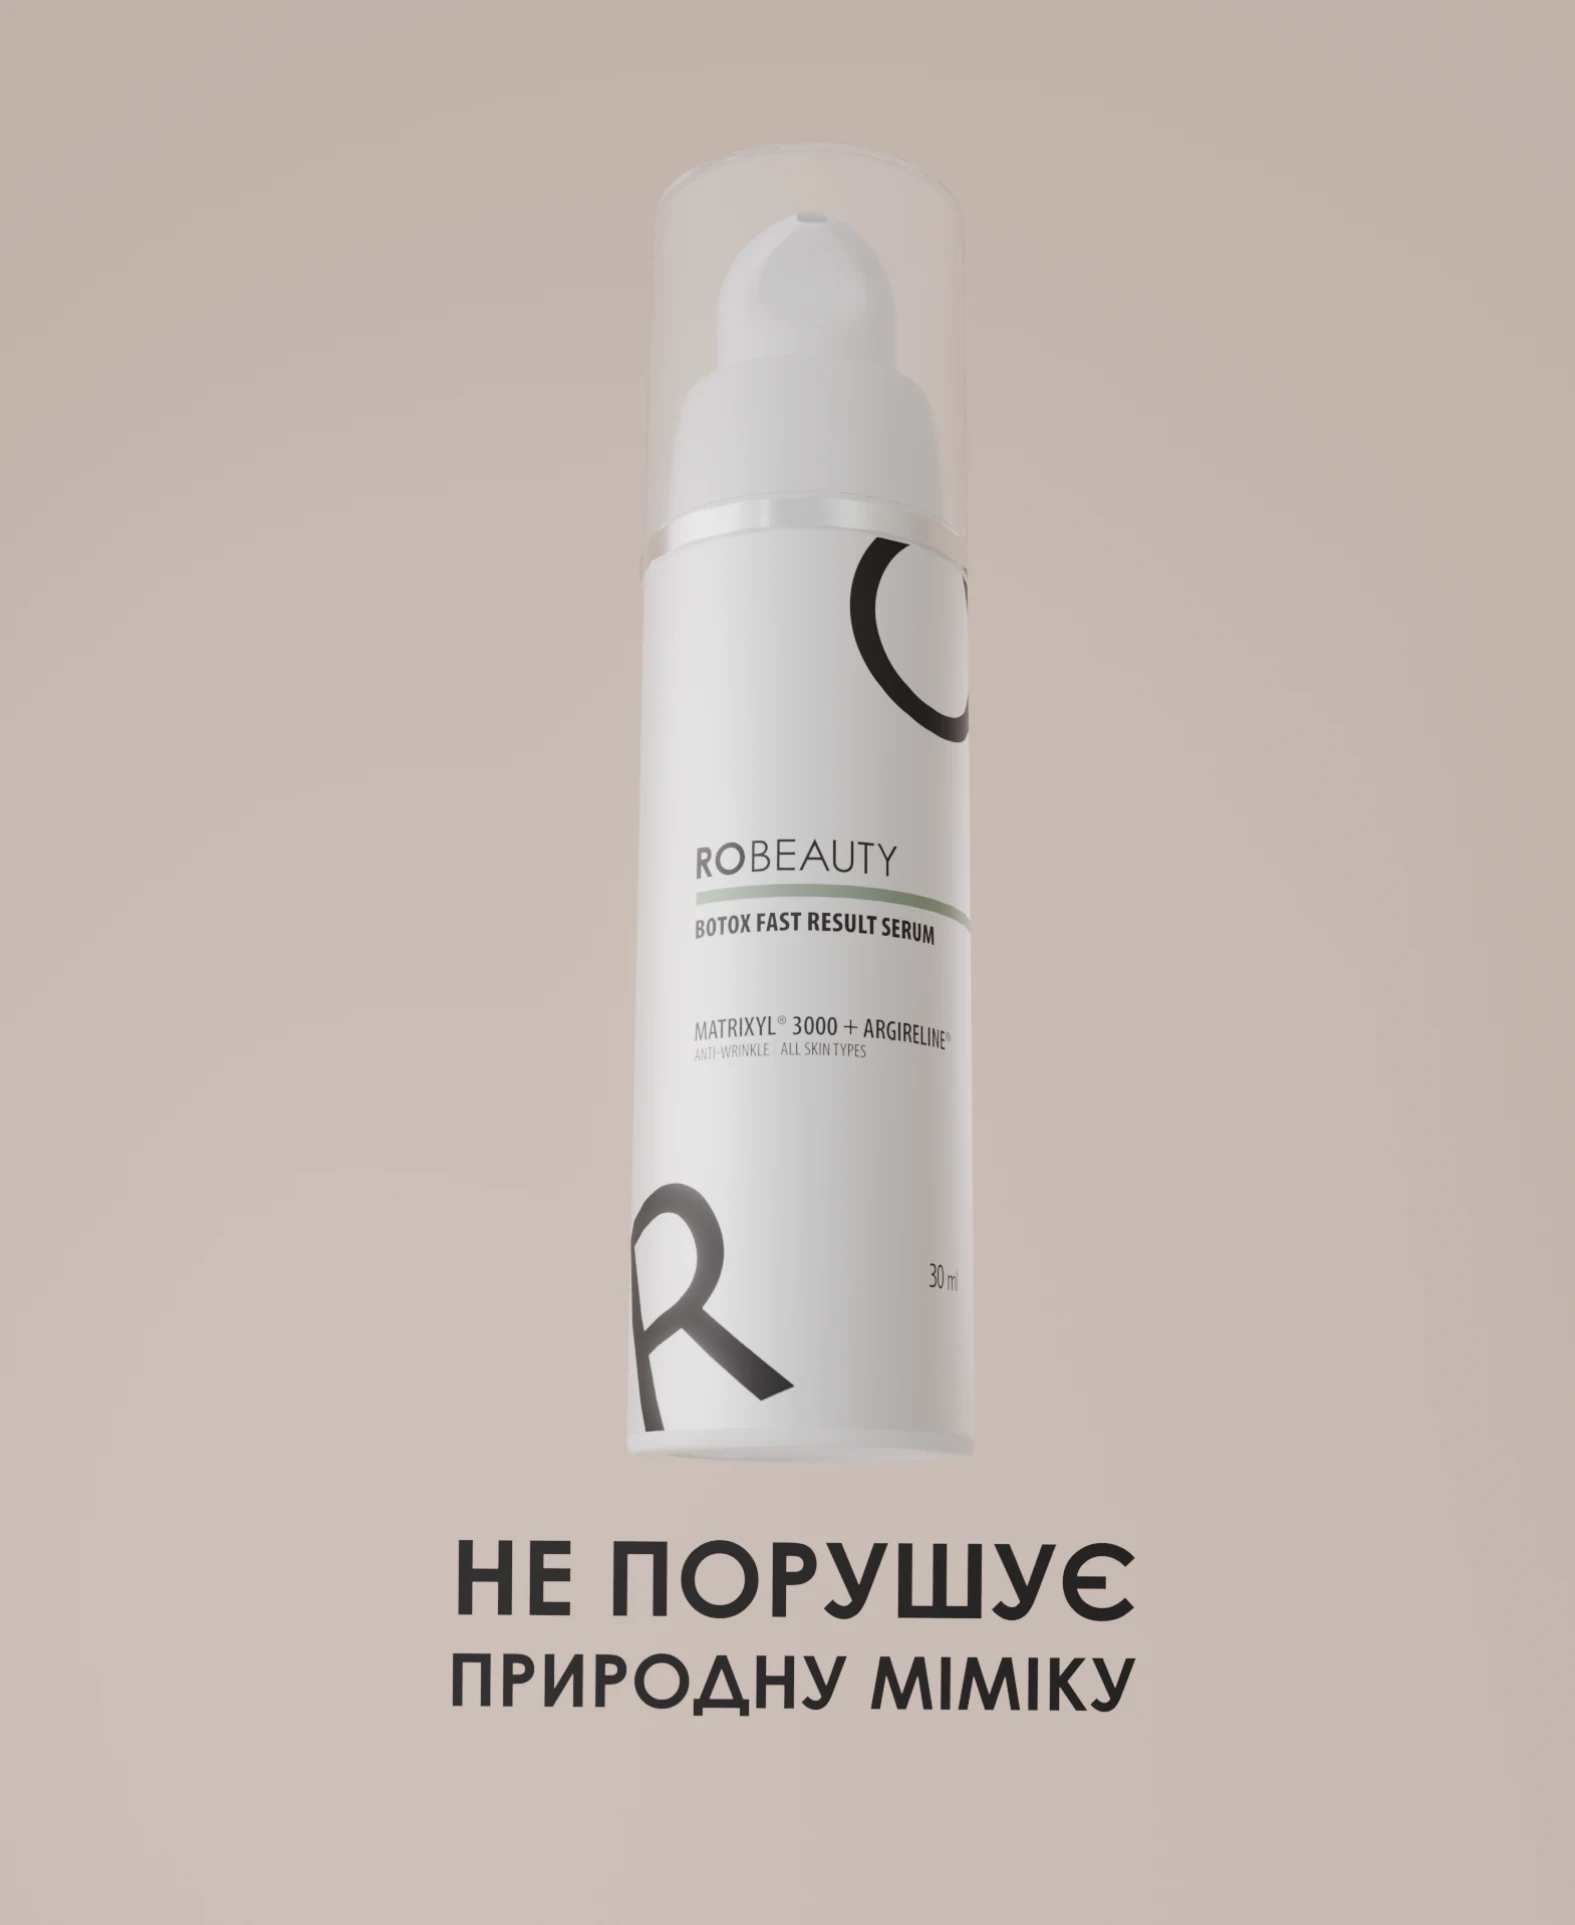 ROBEAUTY
BOTOX FAST RESULT SERUM
MATRIXYL® 3000 + ARGIRELINE®
ANTI-WRINKLE ALL SKIN TYPES
R
30 ml
НЕ ПОРУШУЄ
ПРИРОДНУ МІМІКУ